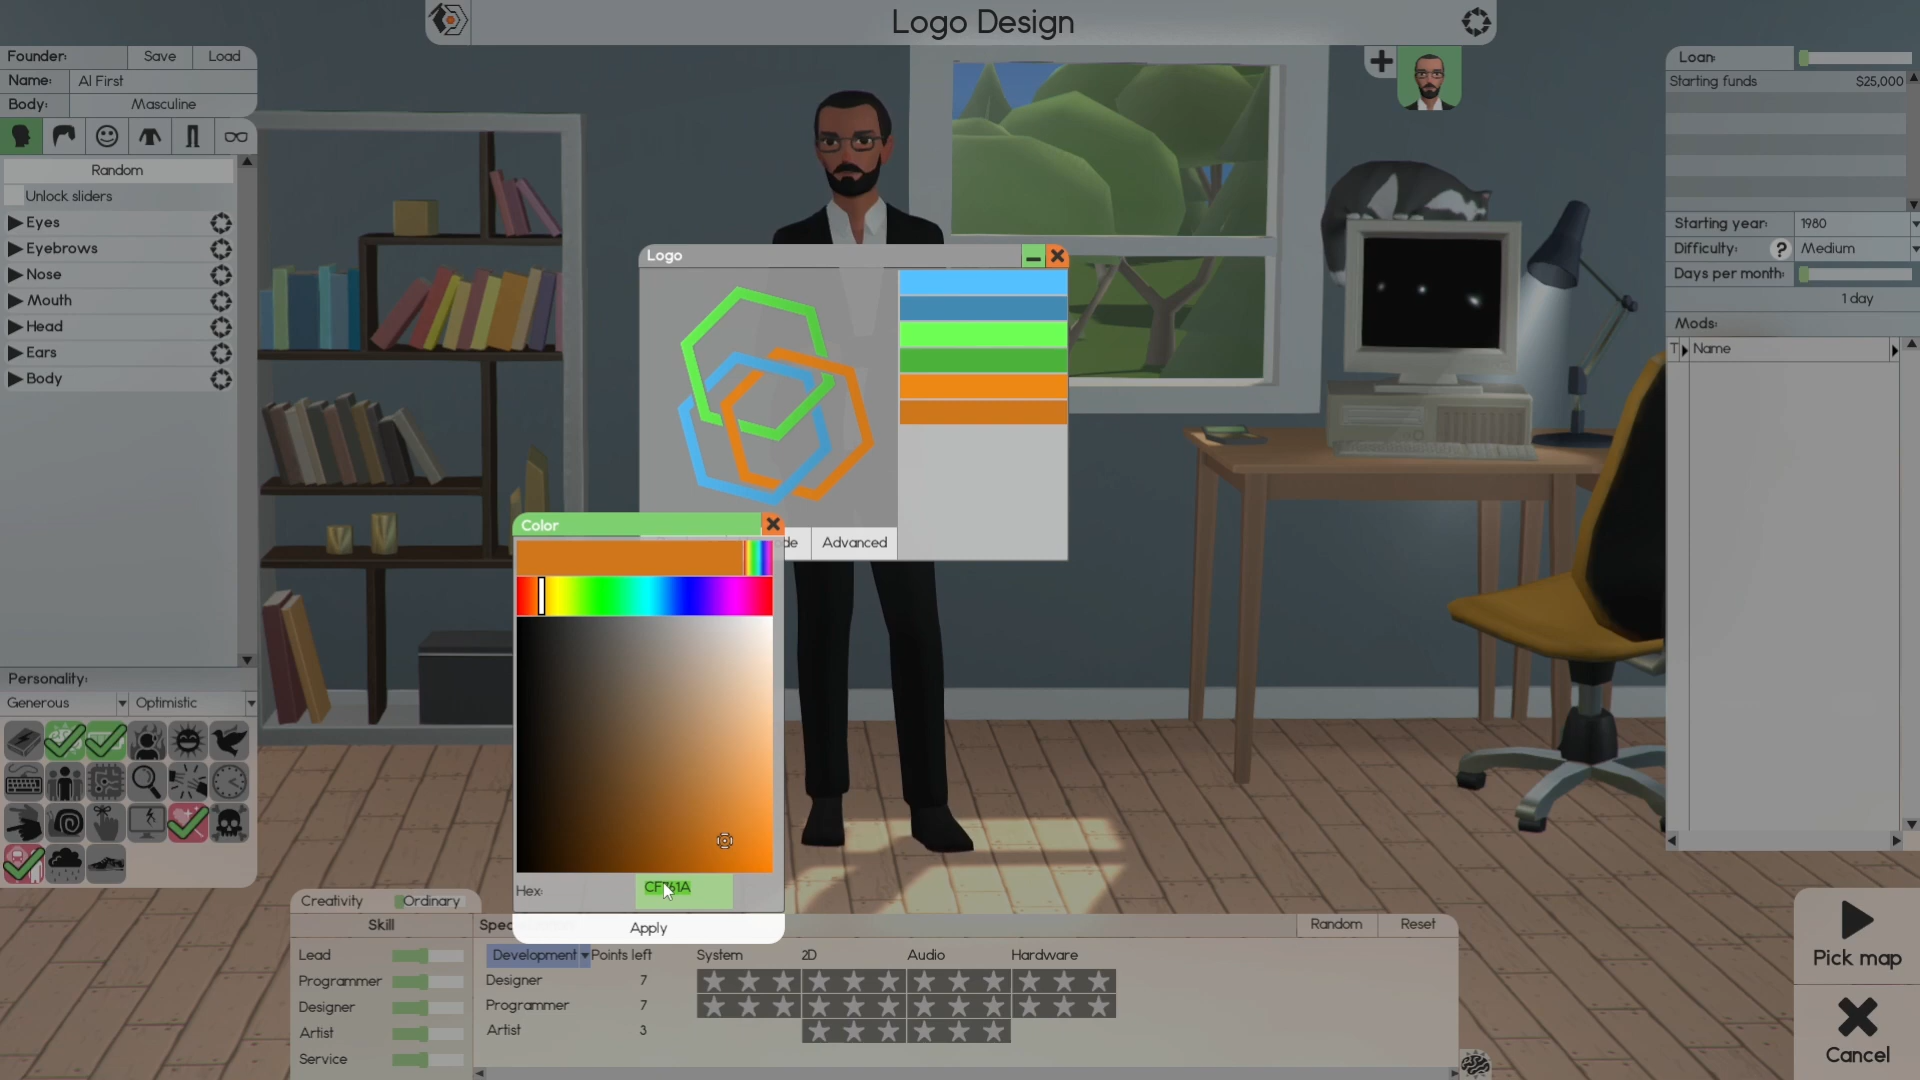 Logo Design
Founder:
Save
Load
Name:
AI First
Body:
Masculine
Random
Unlock sliders
Eyes
Eyebrows
Nose
Mouth
Head
Ears
Body
Personality:
Generous
Optimistic
Loan:
Starting funds
$25,000
Starting year:
1980
Difficulty:
?
Medium
Days per month:
1 day
Mods:
T
Name
Logo
Advanced
Color
Hex:
Apply
Creativity
Ordinary
Skill
Lead
Programmer
Designer
Artist
Service
Random
Reset
Development
Points left
System
2D
Audio
Hardware
Designer
7
Programmer
7
Artist
3
Pick map
Cancel